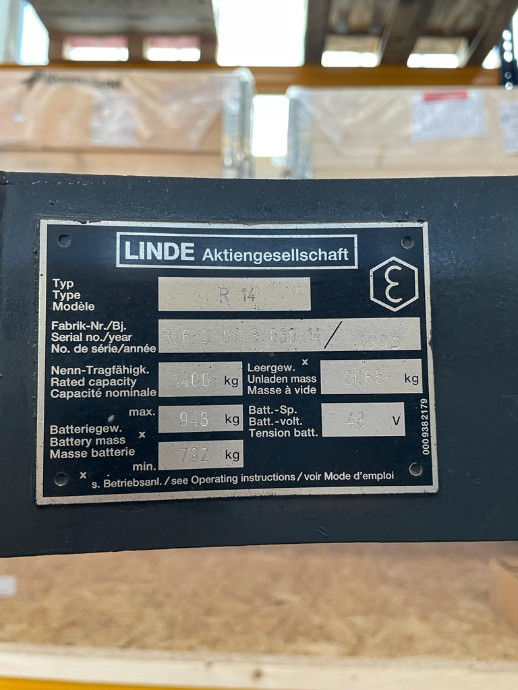 LINDE Aktiengesellschaft
Typ
Type
Modèle
R 14
ε
Fabrik-Nr./Bj.
Serial no./year
No. de série/année
/ 1993
Nenn-Tragfähigk.
Rated capacity
Capacité nominale
1400 kg
Leergew. x
Unladen mass
Masse à vide
kg
Batteriegew.
Battery mass x
Masse batterie
max.
948 kg
min.
782 kg
Batt.-Sp.
Batt.-volt.
Tension batt.
48 V
x s. Betriebsanl./see Operating instructions/voir Mode d'emploi
0009382179